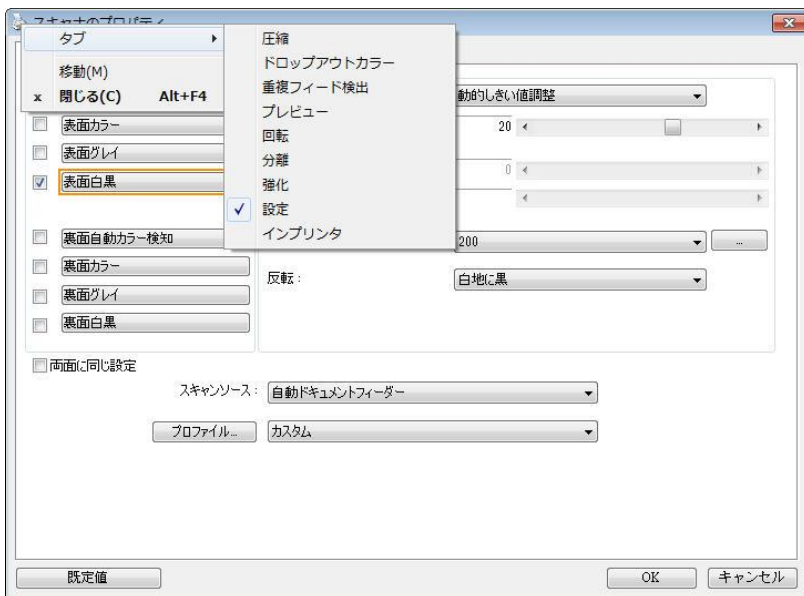 スキャナのプロパティ
タブ
移動(M)
x 閉じる(C) Alt+F4
圧縮
ドロップアウトカラー
重複フィード検出
プレビュー
回転
分離
強化
設定
インプリンタ
動的しきい値調整
表面カラー
20
表面グレイ
0
表面白黒
裏面自動カラー検知
200
...
裏面カラー
反転:
白地に黒
裏面グレイ
裏面白黒
両面に同じ設定
スキャンソース:
自動ドキュメントフィーダー
プロファイル...
カスタム
既定値
OK
キャンセル